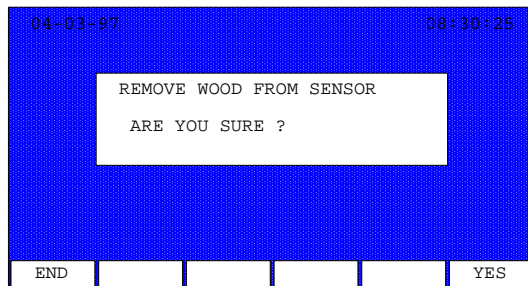 04-03-97 08:30:25
REMOVE WOOD FROM SENSOR
ARE YOU SURE ?
END YES